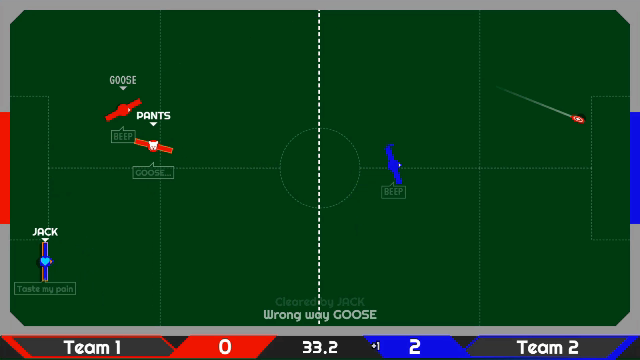 GOOSE
BEEP
PANTS
GOOSE...
BEEP
JACK
Taste my pain
Cleared by JACK
Wrong way GOOSE
Team 1
0
33.2
+1
2
Team 2